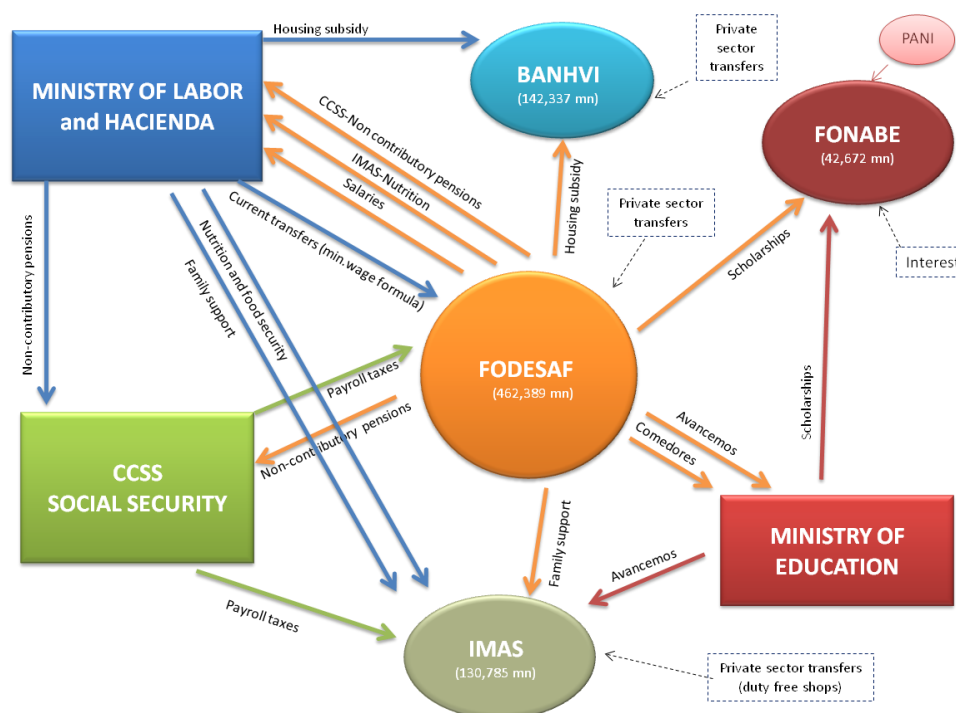 Housing subsidy
Private
sector
transfers
PANI
MINISTRY OF LABOR
and HACIENDA
BANHVI
(142,337 mn)
FONABE
(42,672 mn)
CCSS-Non contributory pensions
IMAS-Nutrition
Salaries
Current transfers (min.wage formula)
Nutrition and food security
Family support
Non-contributory pensions
Housing subsidy
Private sector
transfers
Scholarships
Interest
FODESAF
(462,389 mn)
Payroll taxes
Non-contributory pensions
Scholarships
Avancemos
Comedores
CCSS
SOCIAL SECURITY
MINISTRY OF
EDUCATION
Family support
Avancemos
Payroll taxes
IMAS
(130,785 mn)
Private sector transfers
(duty free shops)